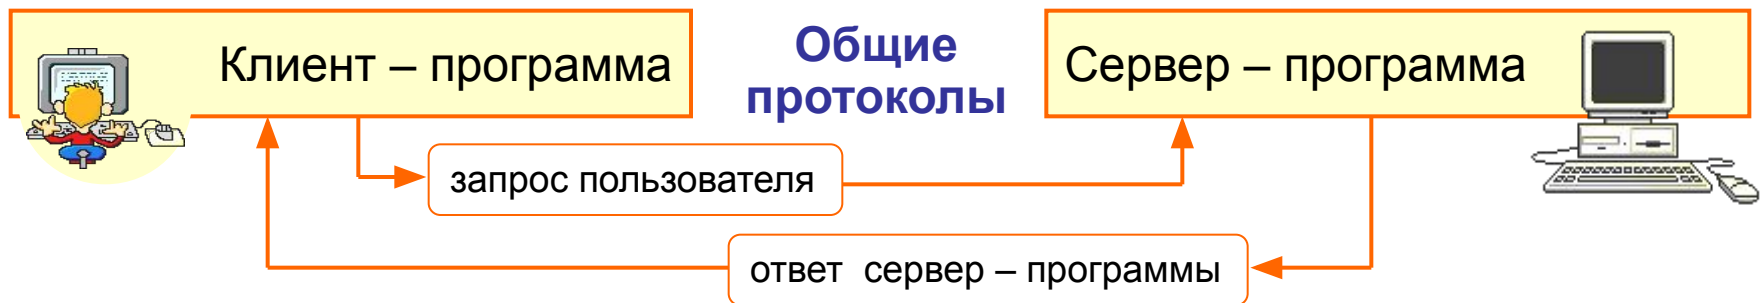 Клиент – программа
Общие
протоколы
Сервер – программа
запрос пользователя
ответ  сервер – программы